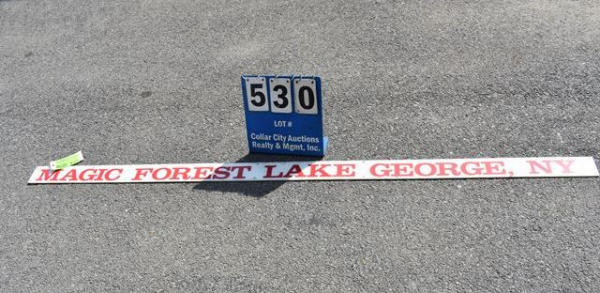 530
LOT #
Collar City Auctions
Realty & Mgmt, Inc.
MAGIC FOREST LAKE GEORGE, NY